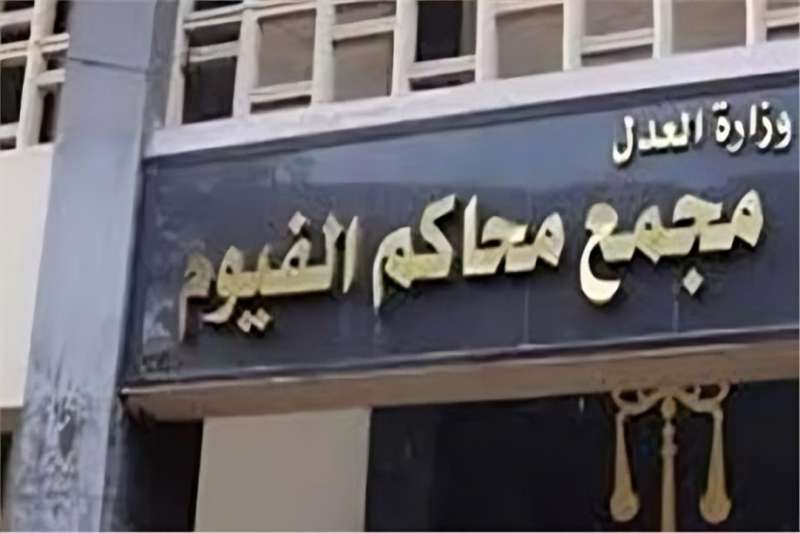 وزارة العدل
مجمع محاكم الفيوم